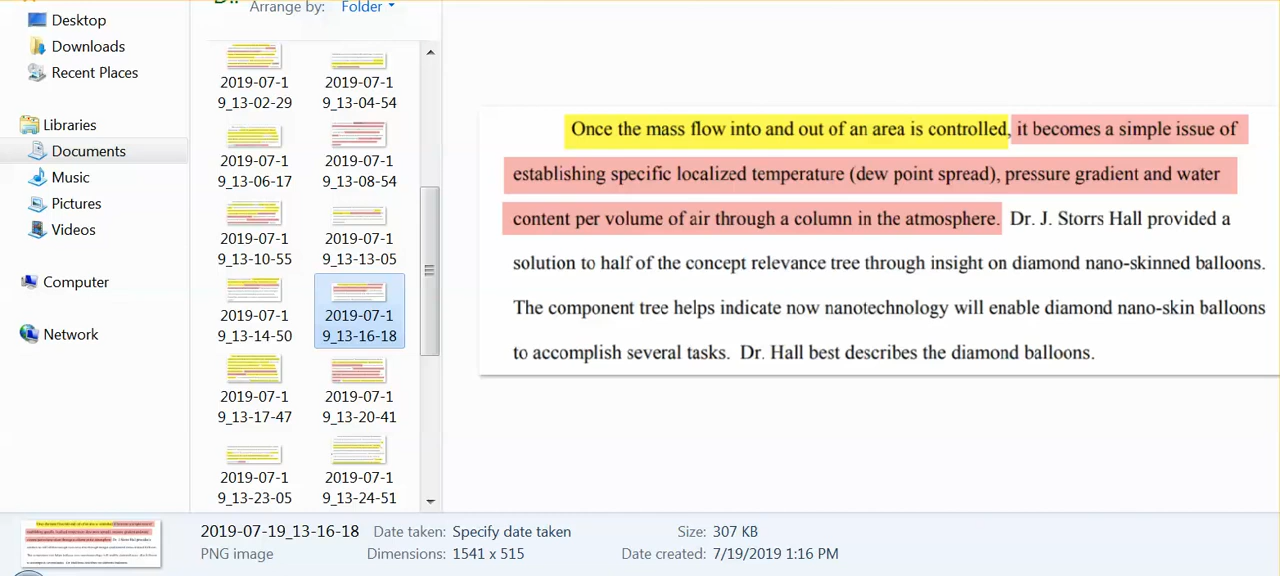 Desktop
Downloads
Recent Places
Libraries
Documents
Music
Pictures
Videos
Computer
Network
Arrange by: Folder
2019-07-1
9_13-02-29
2019-07-1
9_13-04-54
2019-07-1
9_13-06-17
2019-07-1
9_13-08-54
2019-07-1
9_13-10-55
2019-07-1
9_13-13-05
2019-07-1
9_13-14-50
2019-07-1
9_13-16-18
2019-07-1
9_13-17-47
2019-07-1
9_13-20-41
2019-07-1
9_13-23-05
2019-07-1
9_13-24-51
Once the mass flow into and out of an area is controlled, it becomes a simple issue of
establishing specific localized temperature (dew point spread), pressure gradient and water
content per volume of air through a column in the atmosphere. Dr. J. Storrs Hall provided a
solution to half of the concept relevance tree through insight on diamond nano-skinned balloons.
The component tree helps indicate now nanotechnology will enable diamond nano-skin balloons
to accomplish several tasks. Dr. Hall best describes the diamond balloons.
2019-07-19_13-16-18 Date taken: Specify date taken Size: 307 KB
PNG image Dimensions: 1541 x 515 Date created: 7/19/2019 1:16 PM